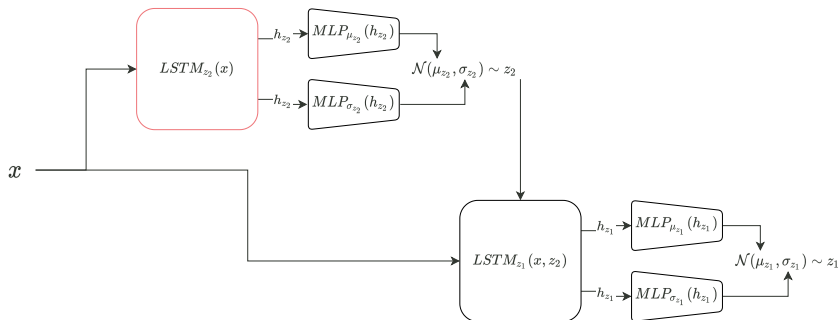 $h_{z_2}$ $MLP_{\mu_{z_2}}(h_{z_2})$
$LSTM_{z_2}(x)$ $\mathcal{N}(\mu_{z_2}, \sigma_{z_2}) \sim z_2$
$h_{z_2}$ $MLP_{\sigma_{z_2}}(h_{z_2})$
$x$
$h_{z_1}$ $MLP_{\mu_{z_1}}(h_{z_1})$
$LSTM_{z_1}(x, z_2)$ $\mathcal{N}(\mu_{z_1}, \sigma_{z_1}) \sim z_1$
$h_{z_1}$ $MLP_{\sigma_{z_1}}(h_{z_1})$